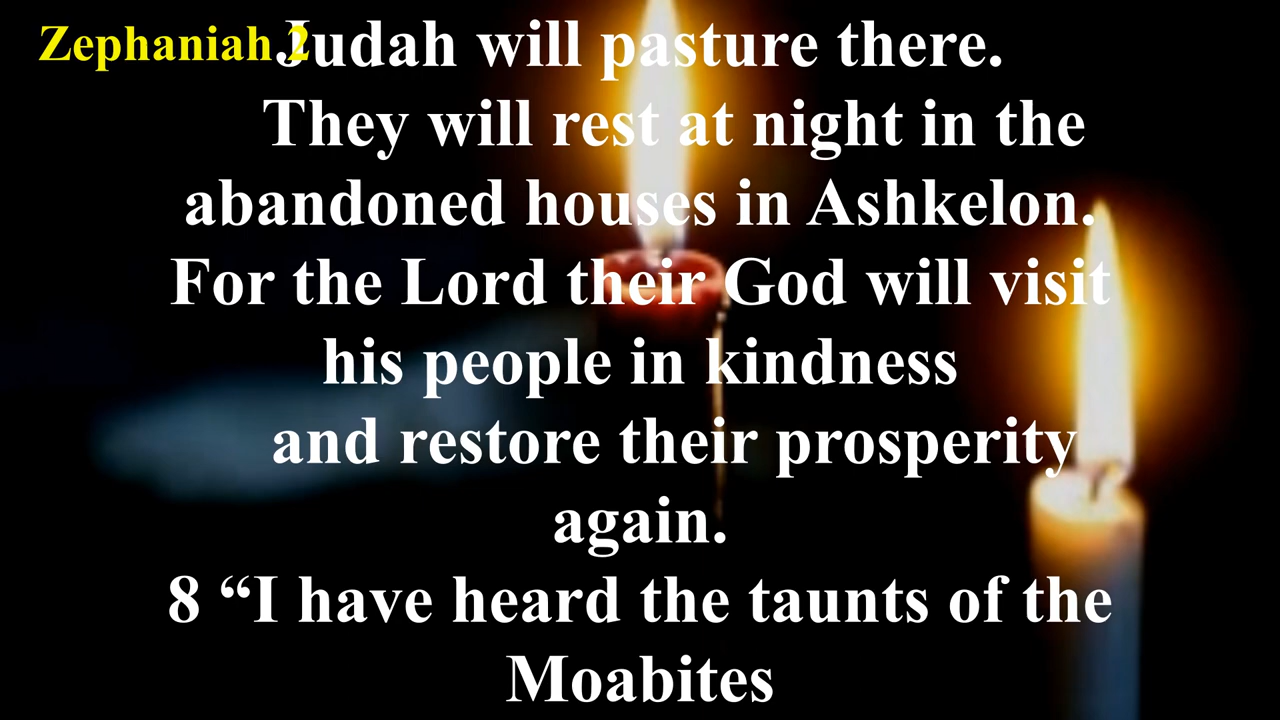 Zephaniah 2
Judah will pasture there.
They will rest at night in the
abandoned houses in Ashkelon.
For the Lord their God will visit
his people in kindness
and restore their prosperity
again.
8 “I have heard the taunts of the
Moabites